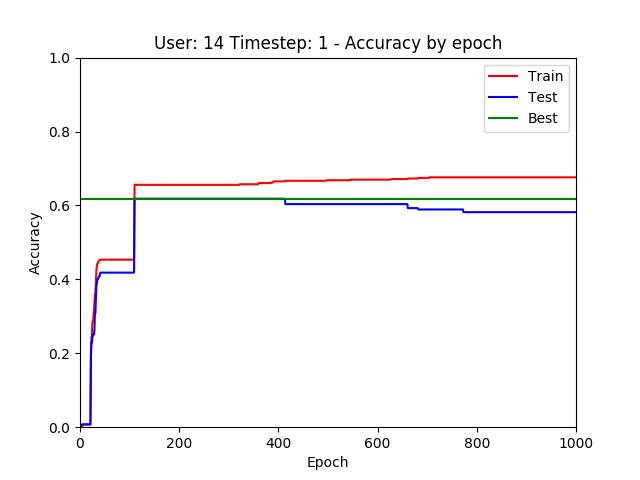 User: 14 Timestep: 1 - Accuracy by epoch
1.0
0.8
0.6
0.4
0.2
0.0
Accuracy
Train
Test
Best
0 200 400 600 800 1000
Epoch